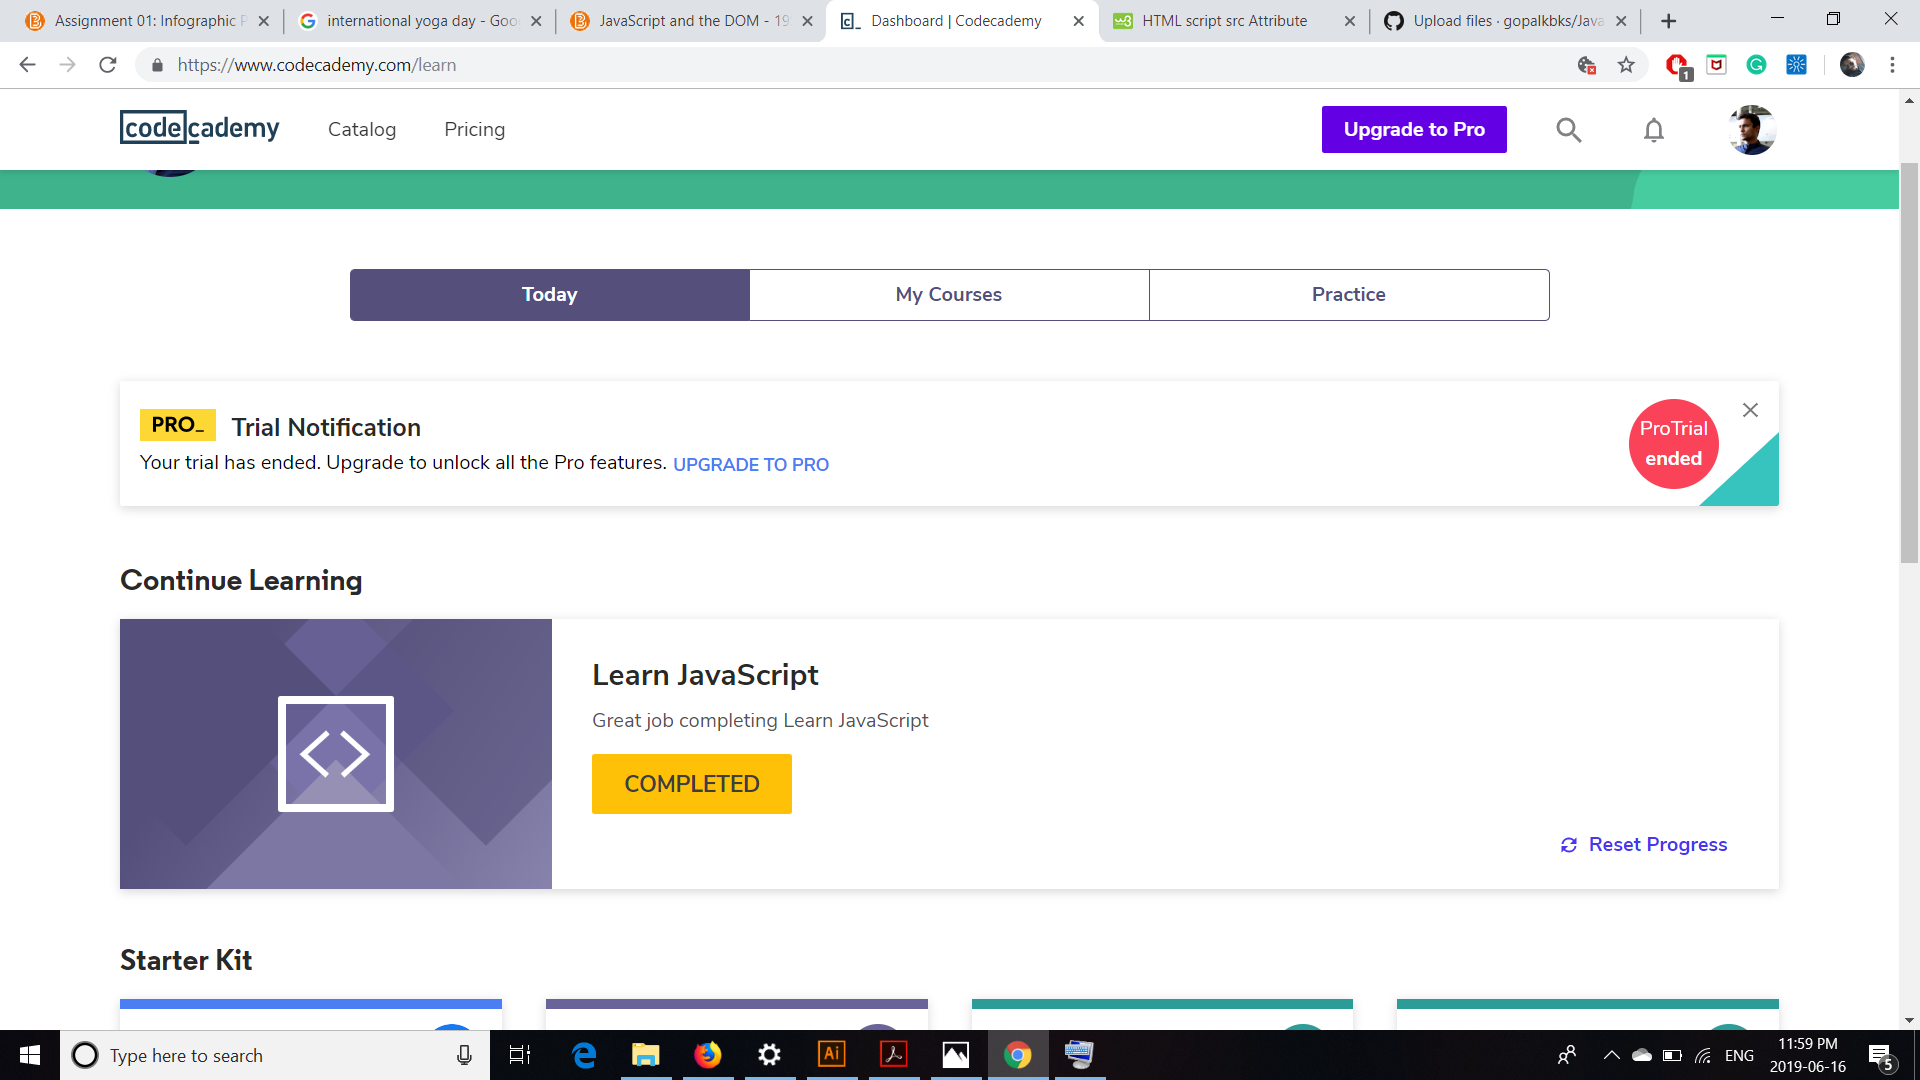 Assignment 01: Infographic P
international yoga day - Goo
JavaScript and the DOM - 19
Dashboard | Codecademy
HTML script src Attribute
Upload files · gopalkbks/Java
https://www.codecademy.com/learn
1
codecademy
Catalog
Pricing
Upgrade to Pro
Today
My Courses
Practice
PRO_
Trial Notification
Your trial has ended. Upgrade to unlock all the Pro features. UPGRADE TO PRO
ProTrial
ended
Continue Learning
Learn JavaScript
Great job completing Learn JavaScript
COMPLETED
Reset Progress
Starter Kit
Type here to search
Ai
ENG
11:59 PM
2019-06-16
5